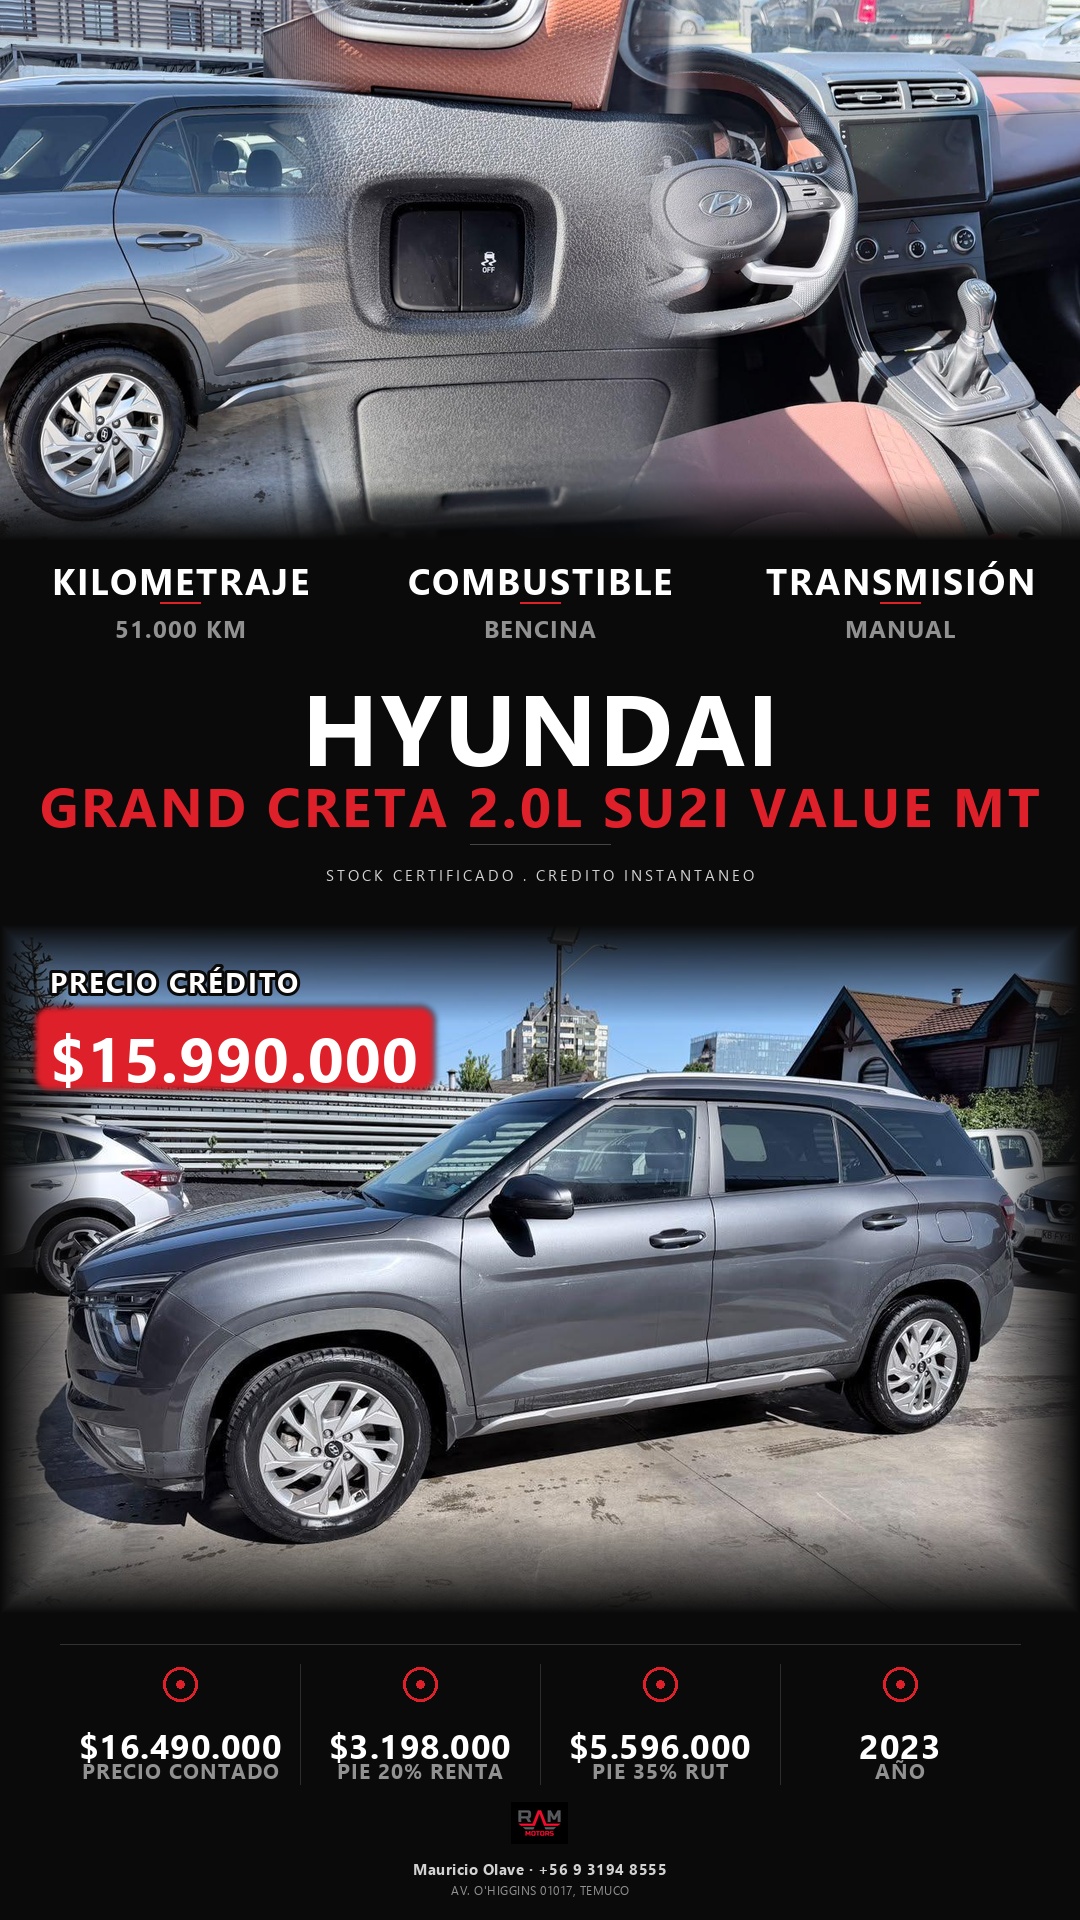 OFF
KILOMETRAJE
51.000 KM
COMBUSTIBLE
BENCINA
TRANSMISIÓN
MANUAL
HYUNDAI
GRAND CRETA 2.0L SU2I VALUE MT
STOCK CERTIFICADO . CREDITO INSTANTANEO
PRECIO CRÉDITO
$15.990.000
$16.490.000
PRECIO CONTADO
$3.198.000
PIE 20% RENTA
$5.596.000
PIE 35% RUT
2023
AÑO
RAM
MOTORS
Mauricio Olave · +56 9 3194 8555
AV. O'HIGGINS 01017, TEMUCO